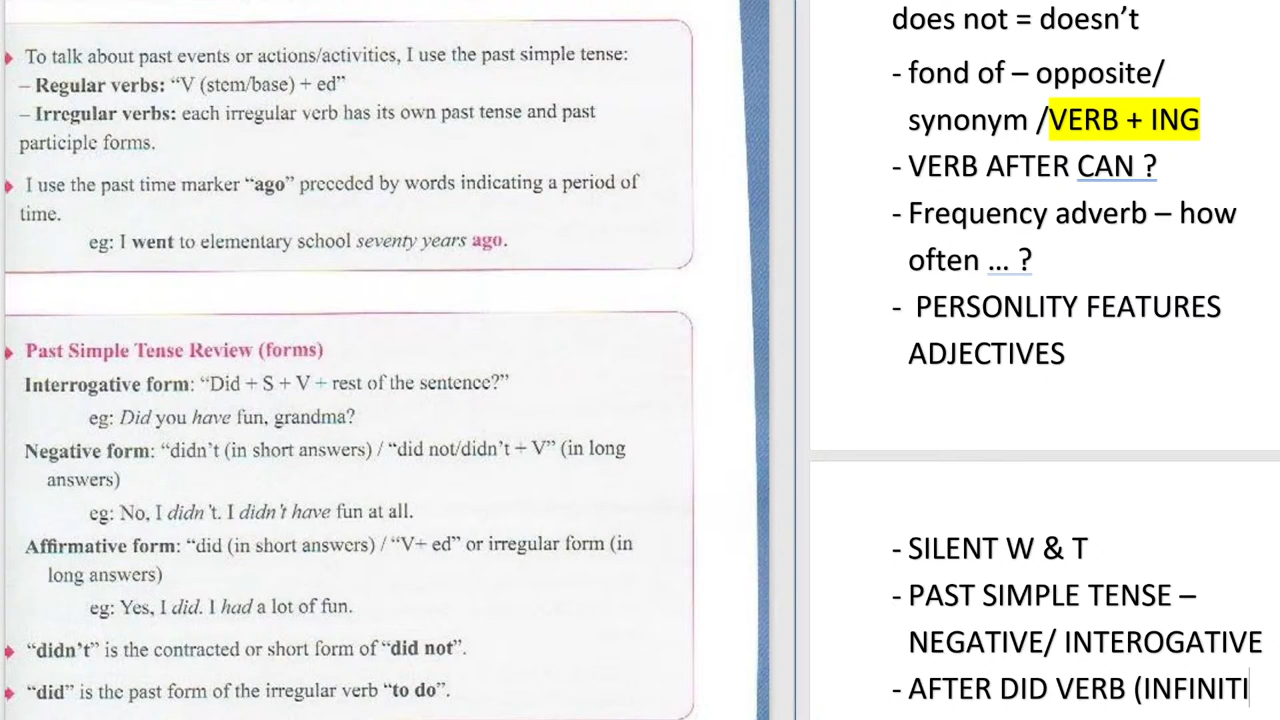 To talk about past events or actions/activities, I use the past simple tense:
– Regular verbs: “V (stem/base) + ed”
– Irregular verbs: each irregular verb has its own past tense and past
participle forms.
I use the past time marker “ago” preceded by words indicating a period of
time.
eg: I went to elementary school seventy years ago.
Past Simple Tense Review (forms)
Interrogative form: “Did + S + V + rest of the sentence?”
eg: Did you have fun, grandma?
Negative form: “didn’t (in short answers) / “did not/didn’t + V” (in long
answers)
eg: No, I didn’t. I didn’t have fun at all.
Affirmative form: “did (in short answers) / “V+ ed” or irregular form (in
long answers)
eg: Yes, I did. I had a lot of fun.
“didn’t” is the contracted or short form of “did not”.
“did” is the past form of the irregular verb “to do”.
does not = doesn’t
- fond of – opposite/
synonym /VERB + ING
- VERB AFTER CAN ?
- Frequency adverb – how
often … ?
- PERSONLITY FEATURES
ADJECTIVES
- SILENT W & T
- PAST SIMPLE TENSE –
NEGATIVE/ INTEROGATIVE
- AFTER DID VERB (INFINITI